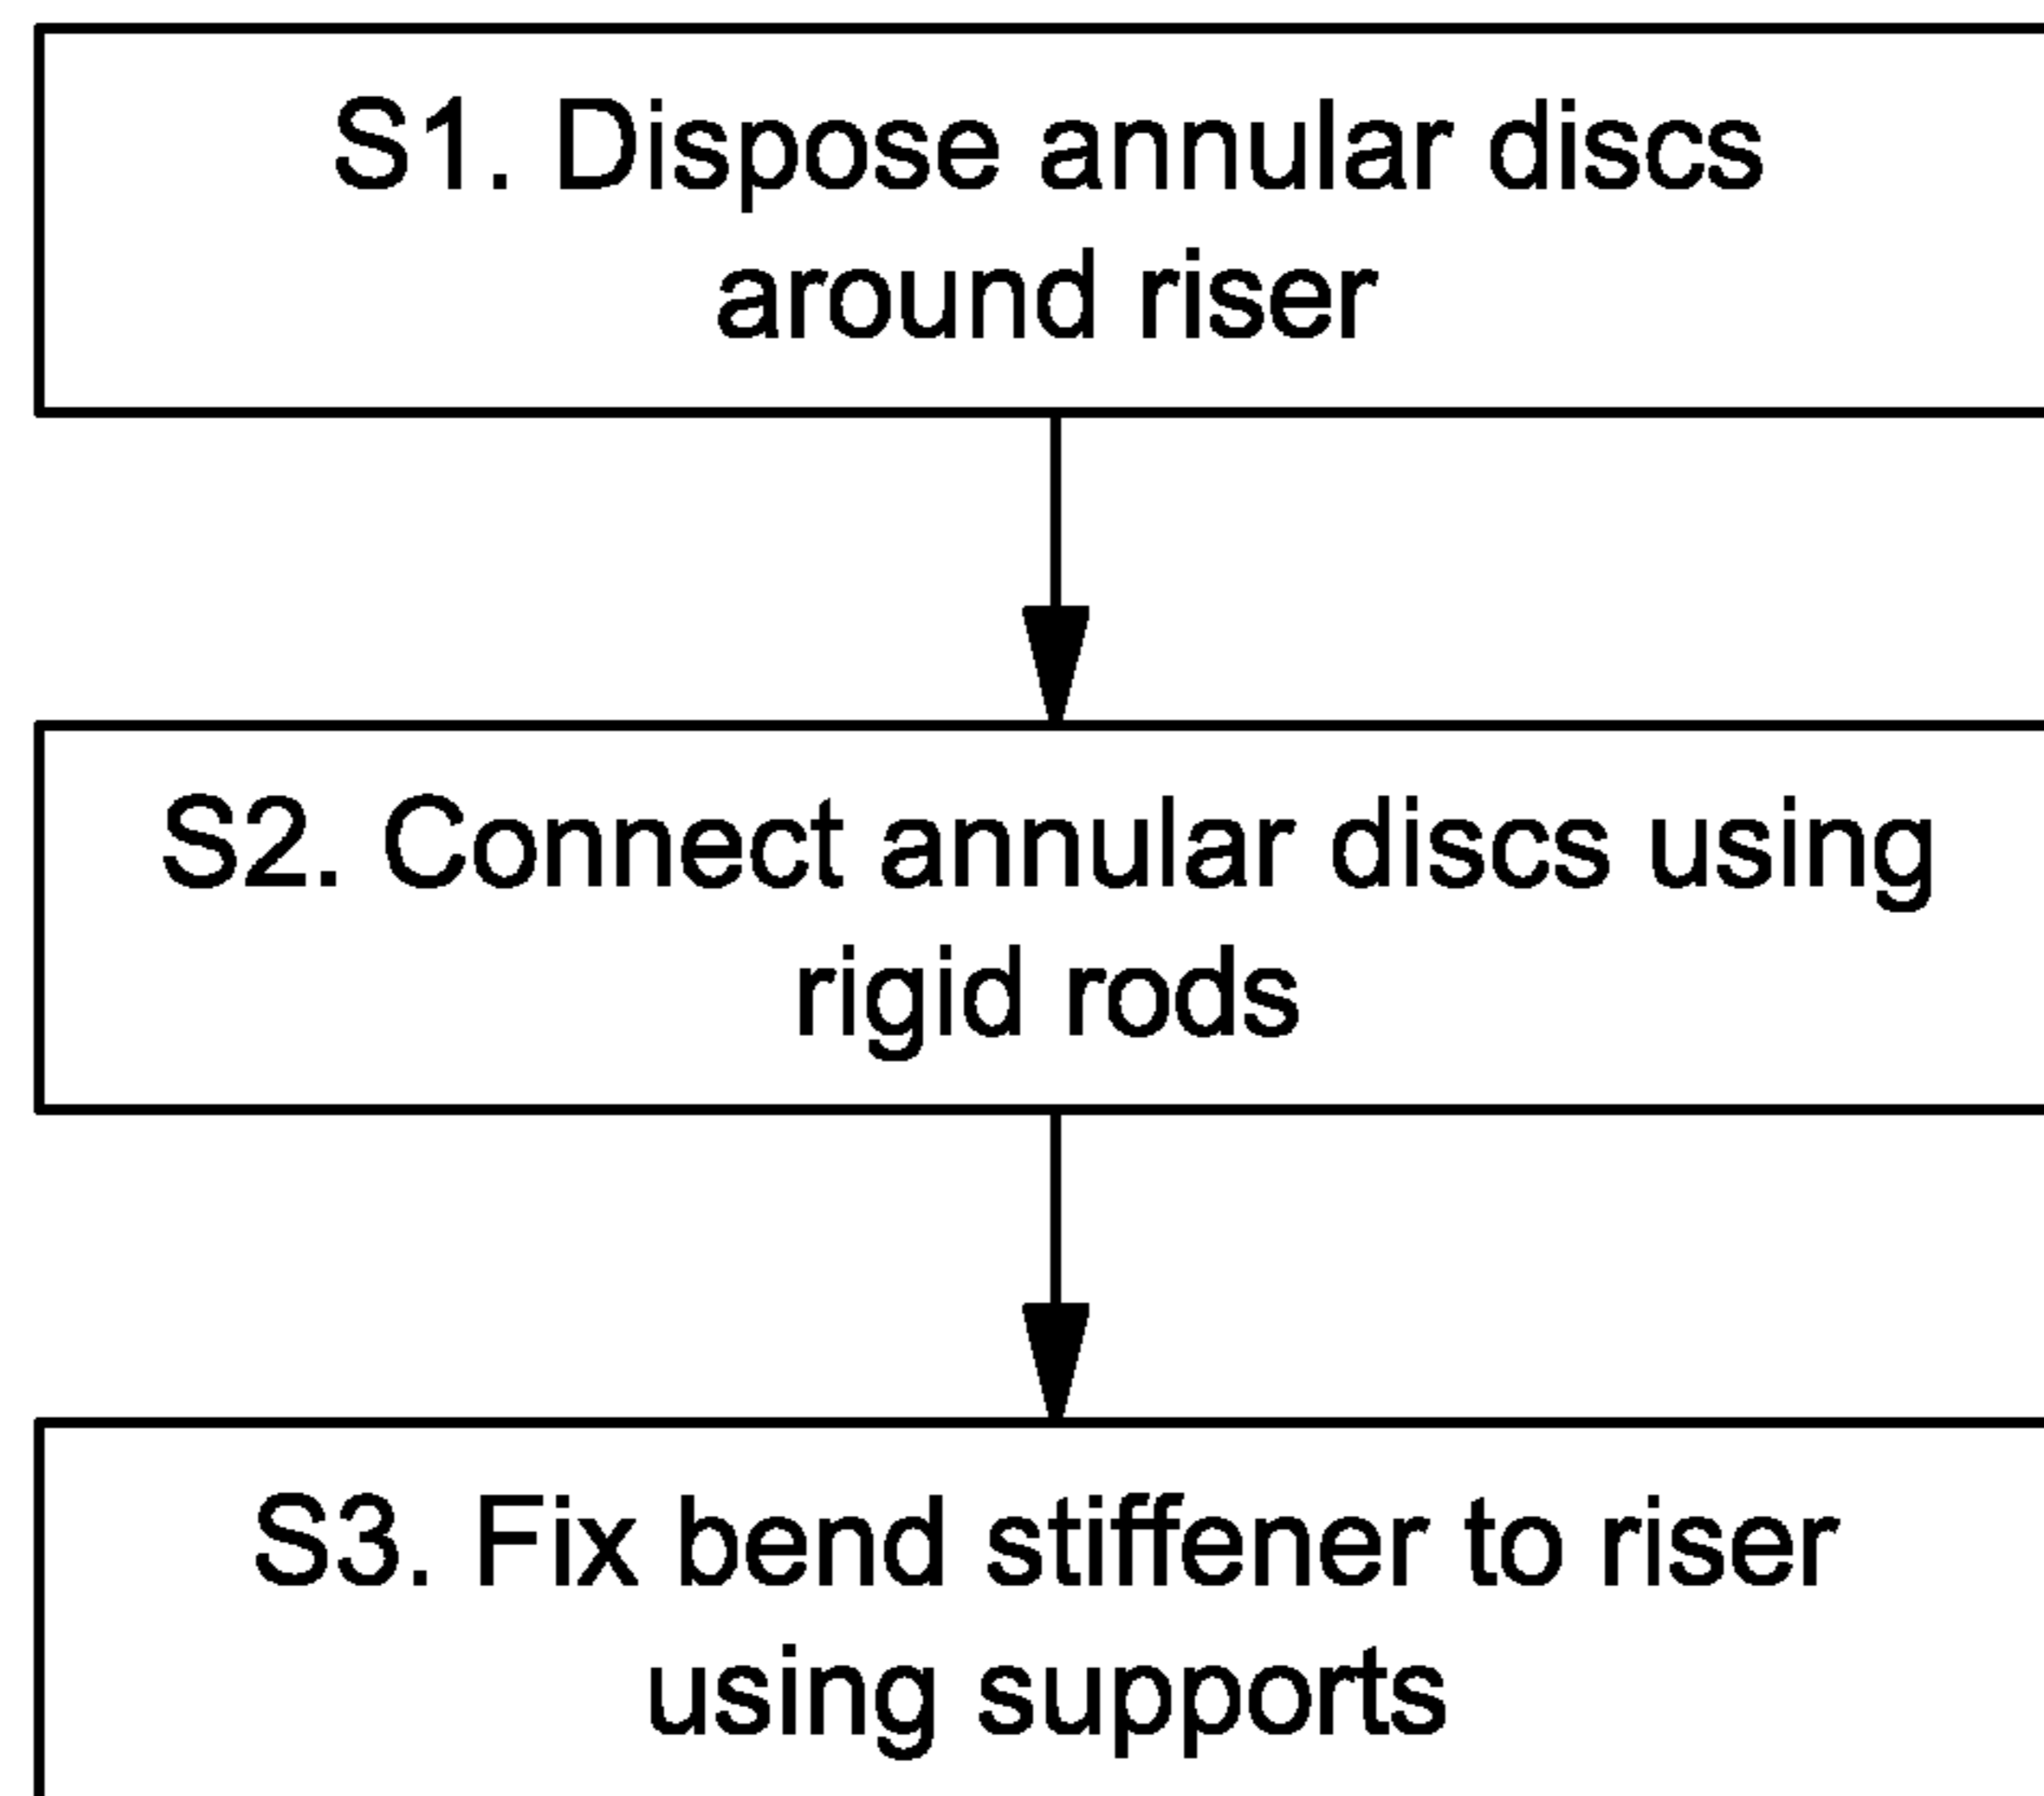 S1. Dispose annular discs
around riser
S2. Connect annular discs using
rigid rods
S3. Fix bend stiffener to riser
using supports